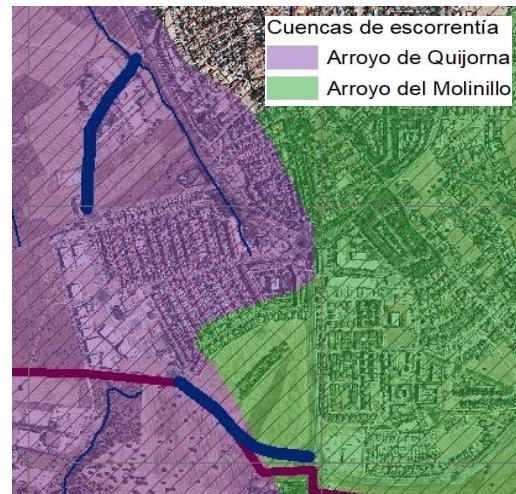 Cuencas de escorrentía
Arroyo de Quijorna
Arroyo del Molinillo